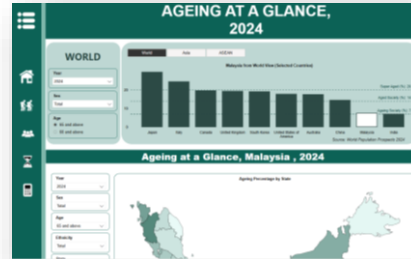 AGEING AT A GLANCE,
2024
WORLD
World
Asia
ASEAN
Malaysia from World View (Selected Countries)
Year
2024
Sex
Total
Age
60 and above
65 and above
Japan
Italy
Canada
United Kingdom
South Korea
United States of America
Australia
China
Malaysia
India
Source : World Population Prospects 2024
Ageing at a Glance, Malaysia , 2024
Year
2024
Sex
Total
Age
60 and above
Ethnicity
Total
Ageing Percentage by State